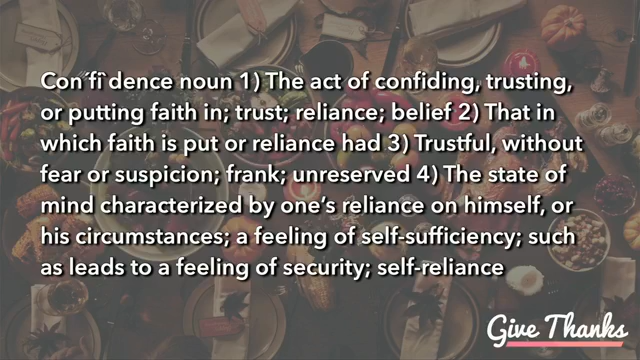 Con´´fi`dence noun 1) The act of confiding, trusting,
or putting faith in; trust; reliance; belief 2) That in
which faith is put or reliance had 3) Trustful, without
fear or suspicion; frank; unreserved 4) The state of
mind characterized by one’s reliance on himself, or
his circumstances; a feeling of self-sufficiency; such
as leads to a feeling of security; self-reliance
Give Thanks